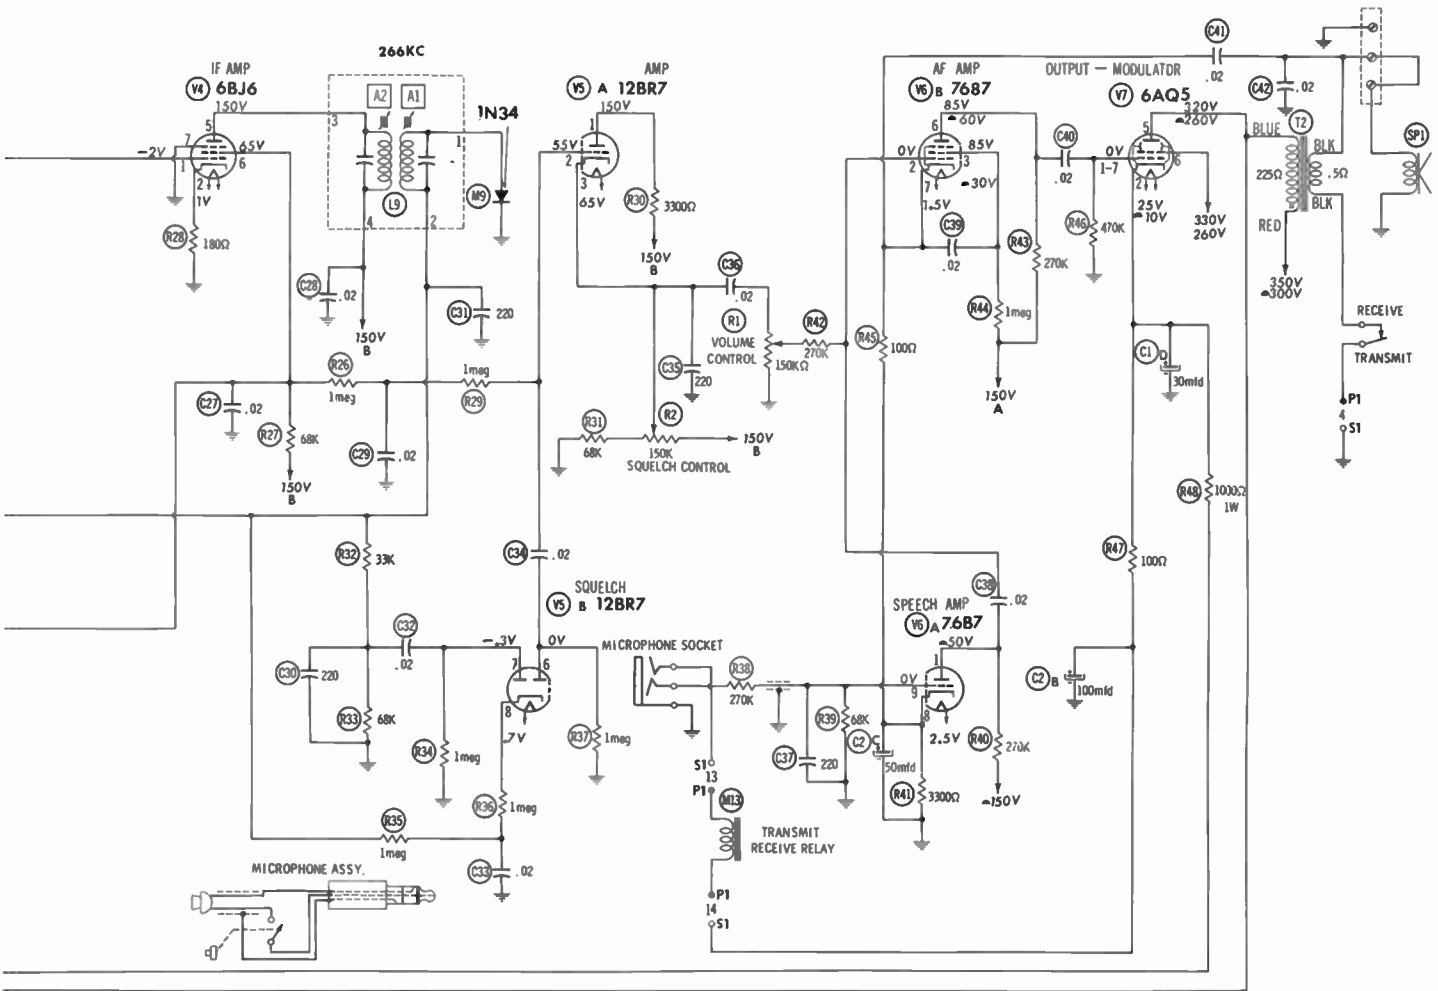 266KC
IF AMP
V4 6BJ6
150V
5
7
1
6
2
-2V
65V
1V
R28 180Ω
A2 A1
3
1
4
2
L9
1N34
M9
C28 .02
150V
B
C31 220
R26
1meg
1meg
R29
C27 .02
R27 68K
150V
B
C29 .02
AMP
V5 A 12BR7
150V
1
55V
2
3
65V
R30 3300Ω
150V
B
C36
.02
R1
VOLUME
CONTROL
150KΩ
C35
220
R42
270K
R2
R31
68K
150K
SQUELCH CONTROL
150V
B
AF AMP
V6 B 7687
85V
60V
6
0V
85V
2
3
7
30V
1.5V
C39
.02
R45
100Ω
R43
270K
R44
1meg
150V
A
C40
.02
R46 470K
OUTPUT — MODULATOR
V7 6AQ5
320V
260V
5
0V
1-7
6
2
25V
10V
330V
260V
C41
.02
C42 .02
BLUE
T2
BLK
225Ω
.5Ω
BLK
RED
350V
300V
SP1
RECEIVE
TRANSMIT
P1
4
S1
C1 D
30mfd
R48 1000Ω
1W
R47
100Ω
C2 B
100mfd
R32
33K
C34 .02
SQUELCH
V5 B 12BR7
C32
.02
-.3V
0V
7
6
8
.7V
C30 220
R33 68K
R34
1meg
R37 1meg
R36 1meg
R35
1meg
C33 .02
MICROPHONE SOCKET
R38
270K
S1
13
P1
M13
TRANSMIT
RECEIVE RELAY
P1
14
S1
C37
220
R39 68K
C2 C
50mfd
SPEECH AMP
V6 A 76B7
50V
1
0V
9
8
2.5V
C38
.02
R40
270K
150V
R41
3300Ω
MICROPHONE ASSY.